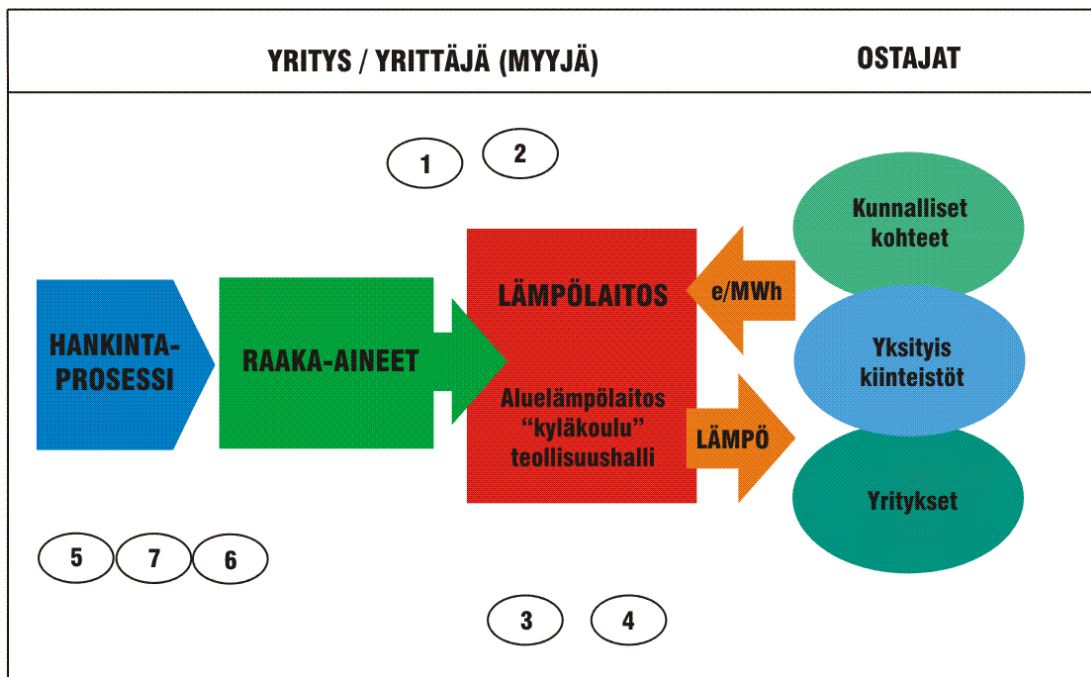 YRITYS / YRITTÄJÄ (MYYJÄ)
OSTAJAT
1
2
Kunnalliset
kohteet
HANKINTA-
PROSESSI
RAAKA-AINEET
LÄMPÖLAITOS
e/MWh
Yksityis
kiinteistöt
Aluelämpölaitos
“kyläkoulu”
teollisuushalli
LÄMPÖ
Yritykset
5
7
6
3
4